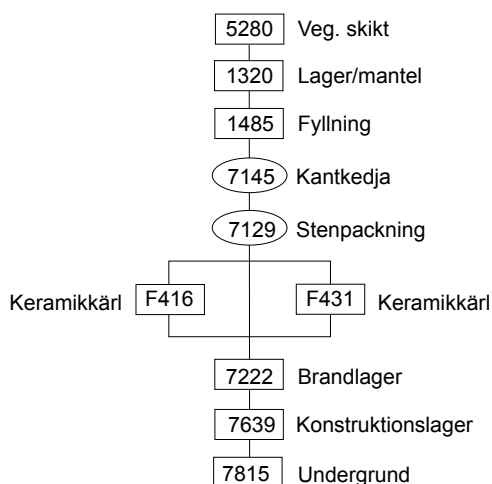 5280 Veg. skikt
1320 Lager/mantel
1485 Fyllning
7145 Kantkedja
7129 Stenpackning
Keramikkärl F416 F431 Keramikkärl
7222 Brandlager
7639 Konstruktionslager
7815 Undergrund